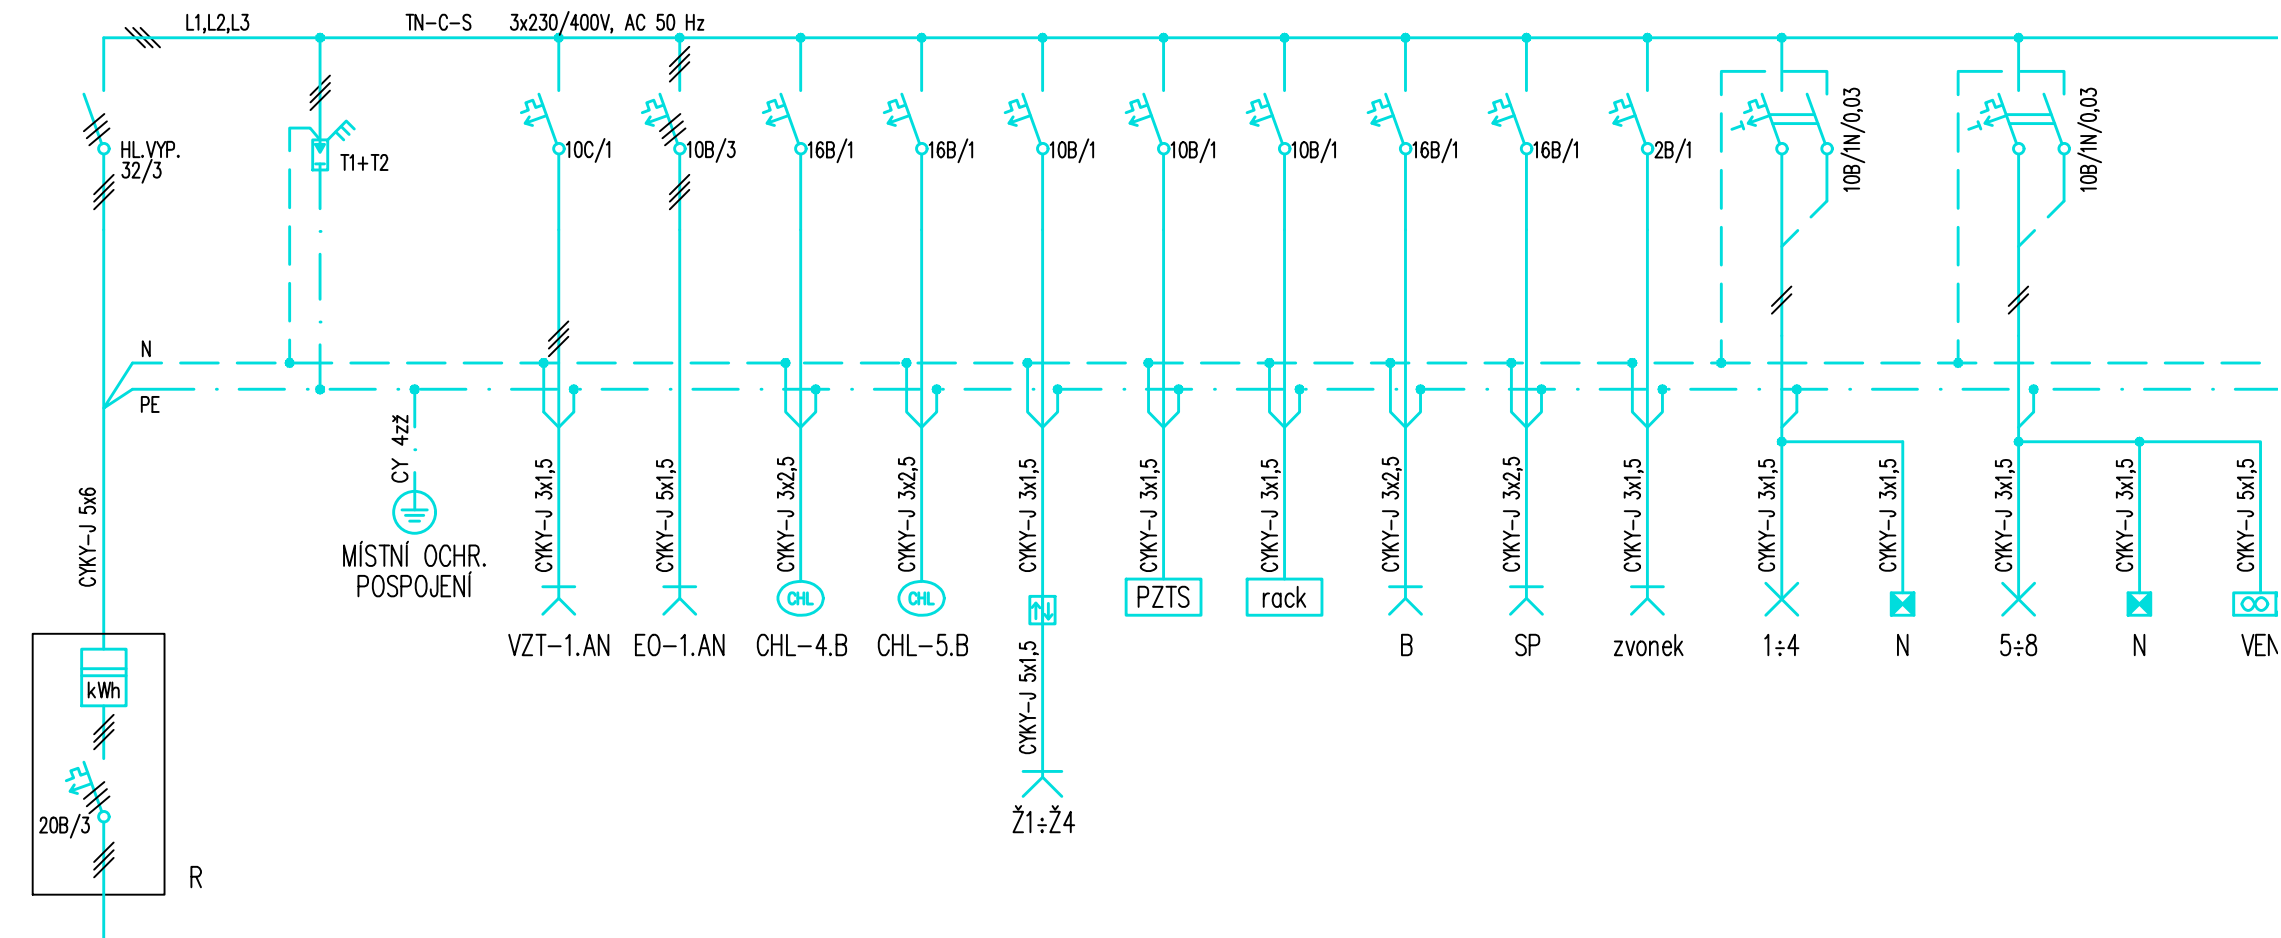 L1,L2,L3
TN-C-S
3x230/400V, AC 50 Hz
HL.VYP.
32/3
T1+T2
10C/1
10B/3
16B/1
16B/1
10B/1
10B/1
10B/1
16B/1
16B/1
2B/1
10B/1N/0,03
10B/1N/0,03
N
PE
CYKY-J 5x6
CY 4zž
MÍSTNÍ OCHR.
POSPOJENÍ
CYKY-J 3x1,5
CYKY-J 5x1,5
CYKY-J 3x2,5
CYKY-J 3x2,5
CYKY-J 3x1,5
CYKY-J 3x1,5
CYKY-J 3x1,5
CYKY-J 3x2,5
CYKY-J 3x2,5
CYKY-J 3x1,5
CYKY-J 3x1,5
CYKY-J 3x1,5
CYKY-J 3x1,5
CYKY-J 3x1,5
CYKY-J 5x1,5
CHL
CHL
PZTS
rack
VZT-1.AN
EO-1.AN
CHL-4.B
CHL-5.B
B
SP
zvonek
1÷4
N
5÷8
N
VEN
CYKY-J 5x1,5
Ž1÷Ž4
kWh
20B/3
R